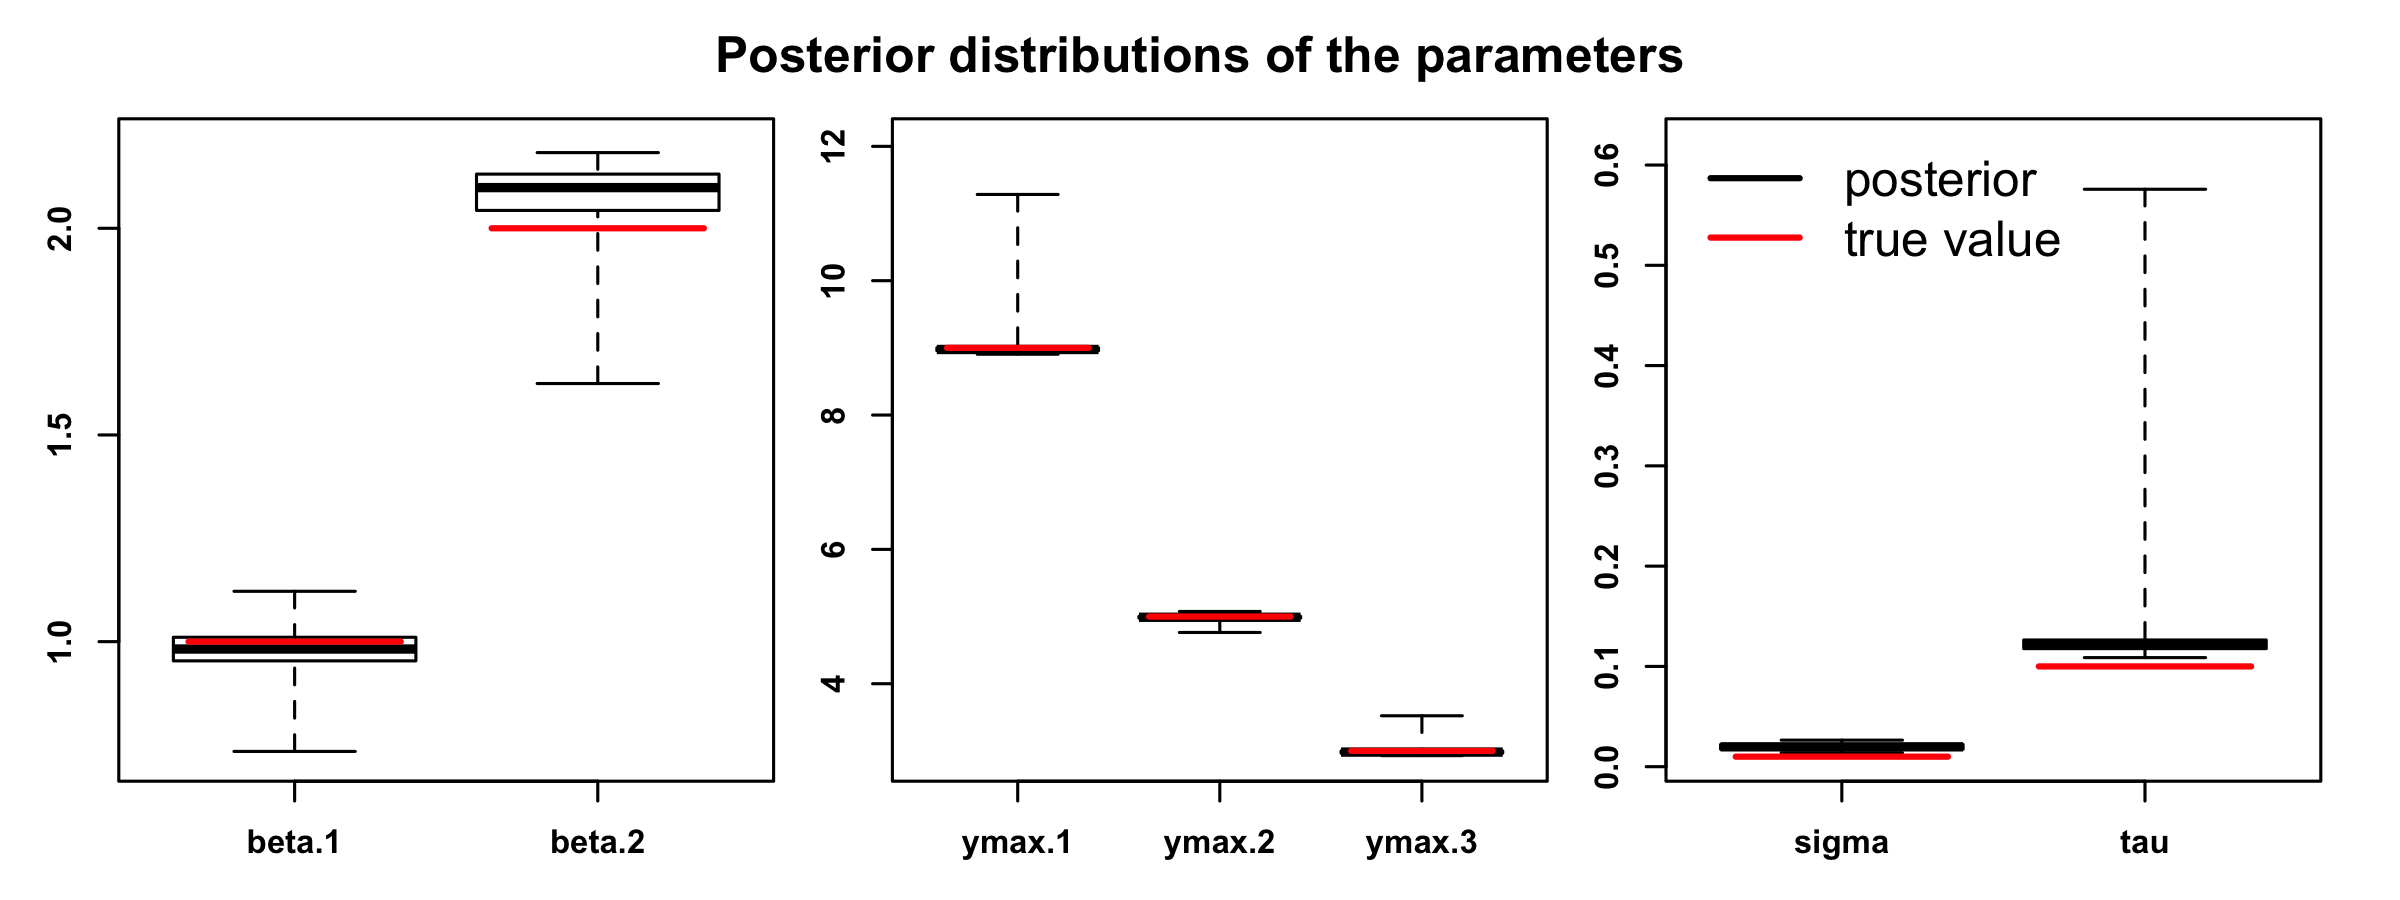 Posterior distributions of the parameters
2.0
1.5
1.0
beta.1
beta.2
12
10
8
6
4
ymax.1
ymax.2
ymax.3
0.6
0.5
0.4
0.3
0.2
0.1
0.0
posterior
true value
sigma
tau